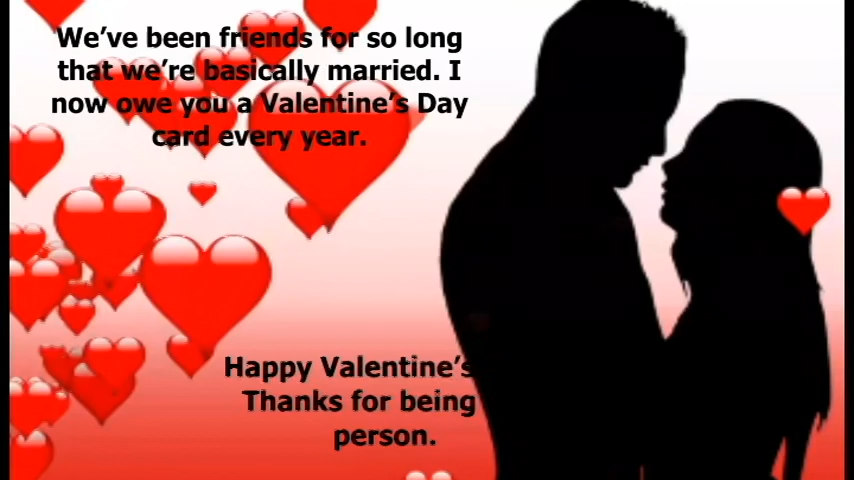 We’ve been friends for so long
that we’re basically married. I
now owe you a Valentine’s Day
card every year.
Happy Valentine’s
Thanks for being
person.